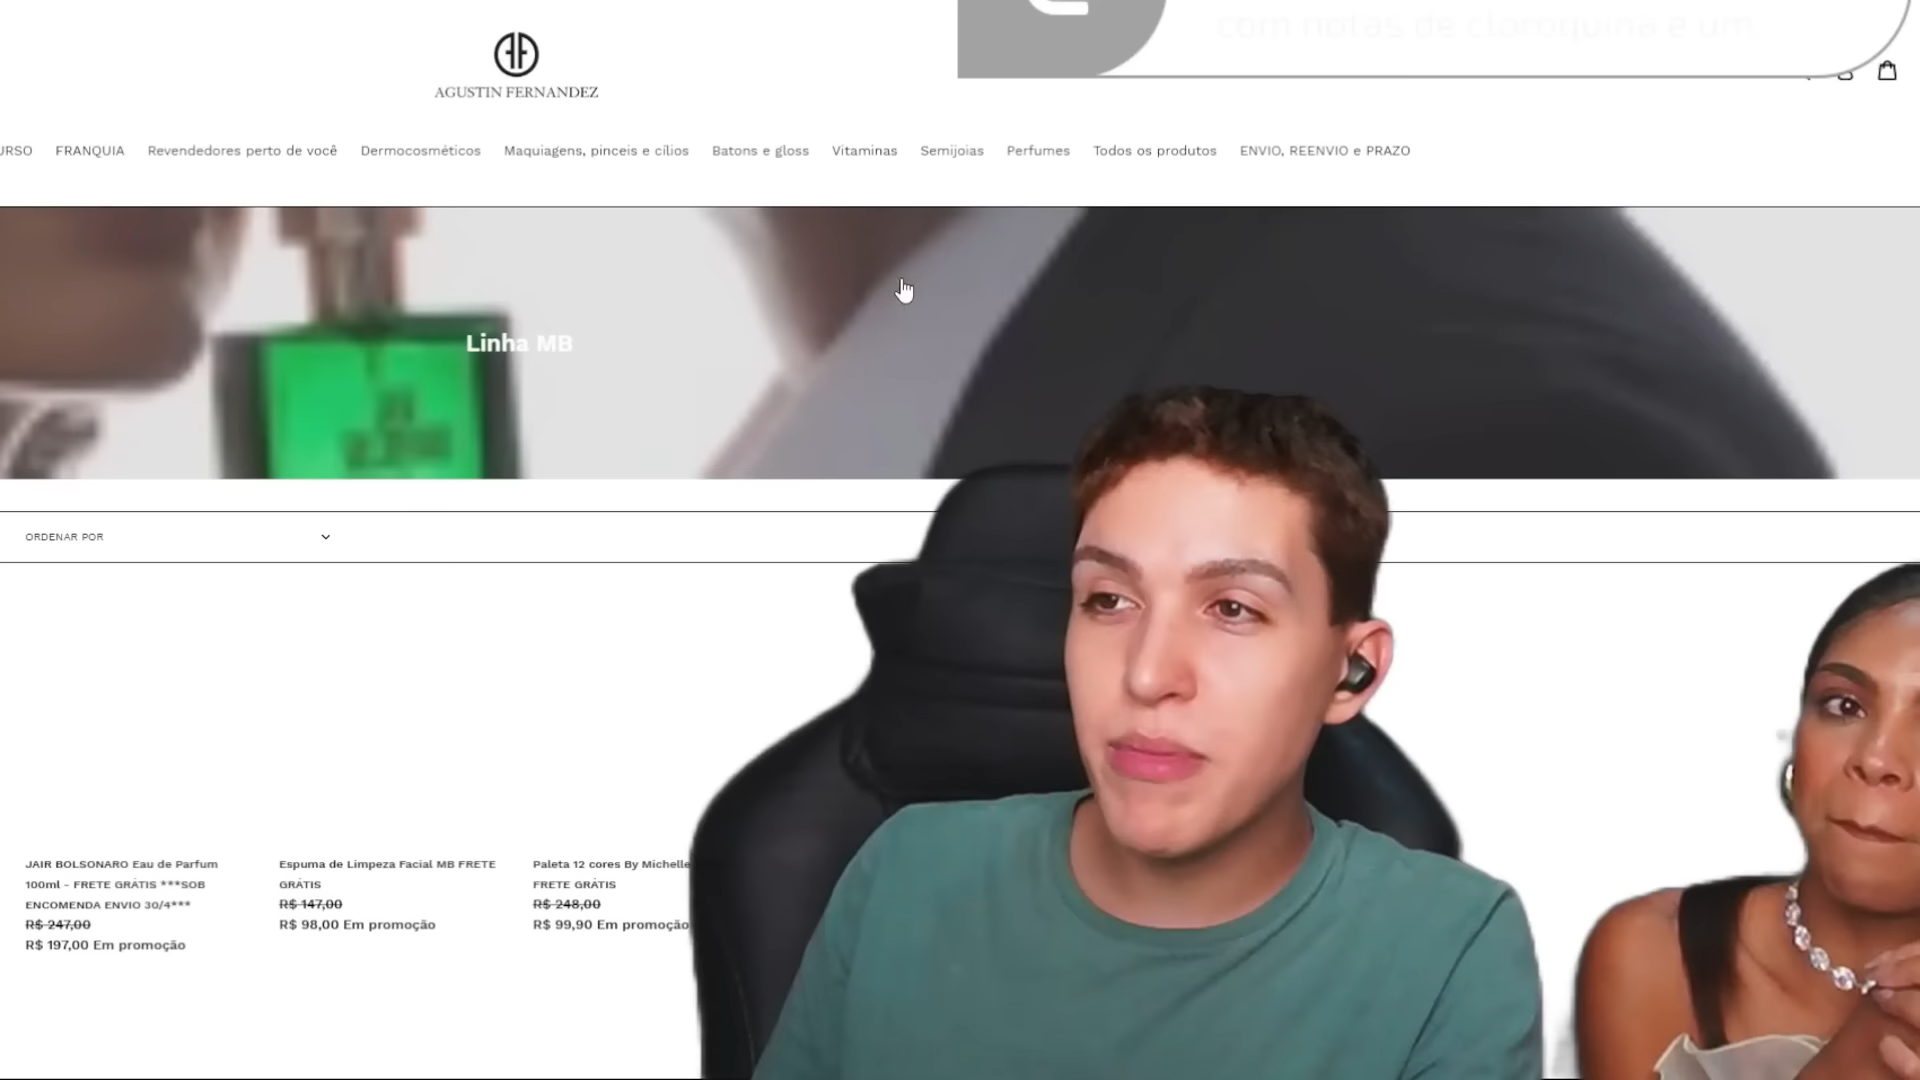 com notas de cloroquina e um
AGUSTIN FERNANDEZ
URSO FRANQUIA Revendedores perto de você Dermocosméticos Maquiagens, pinceis e cílios Batons e gloss Vitaminas Semijoias Perfumes Todos os produtos ENVIO, REENVIO e PRAZO
Linha MB
ORDENAR POR
JAIR BOLSONARO Eau de Parfum
100ml - FRETE GRÁTIS ***SOB
ENCOMENDA ENVIO 30/4***
R$ 247,00
R$ 197,00 Em promoção
Espuma de Limpeza Facial MB FRETE
GRÁTIS
R$ 147,00
R$ 98,00 Em promoção
Paleta 12 cores By Michelle
FRETE GRÁTIS
R$ 248,00
R$ 99,90 Em promoção